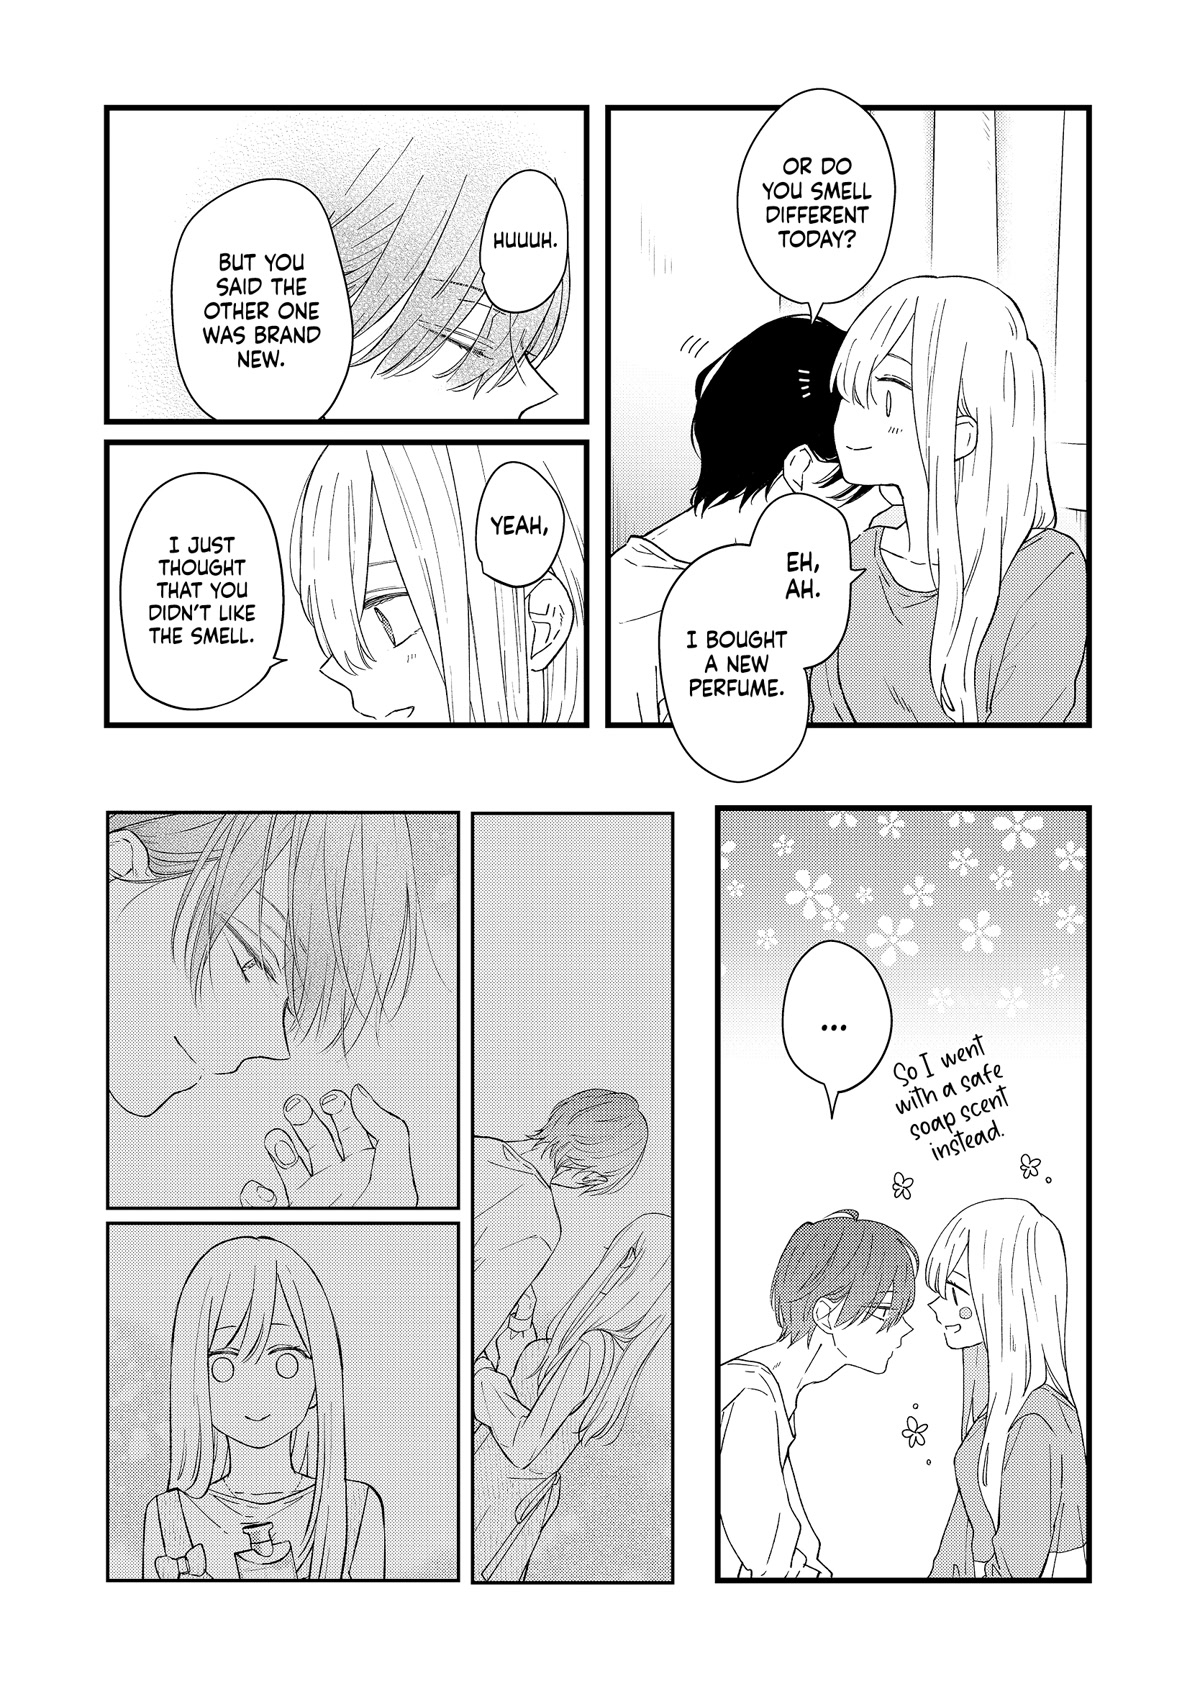 OR DO
YOU SMELL
DIFFERENT
TODAY?
EH,
AH.
I BOUGHT
A NEW
PERFUME.
HUUUH.
BUT YOU
SAID THE
OTHER ONE
WAS BRAND
NEW.
YEAH,
I JUST
THOUGHT
THAT YOU
DIDN'T LIKE
THE SMELL.
...
So I went
with a safe
soap scent
instead.